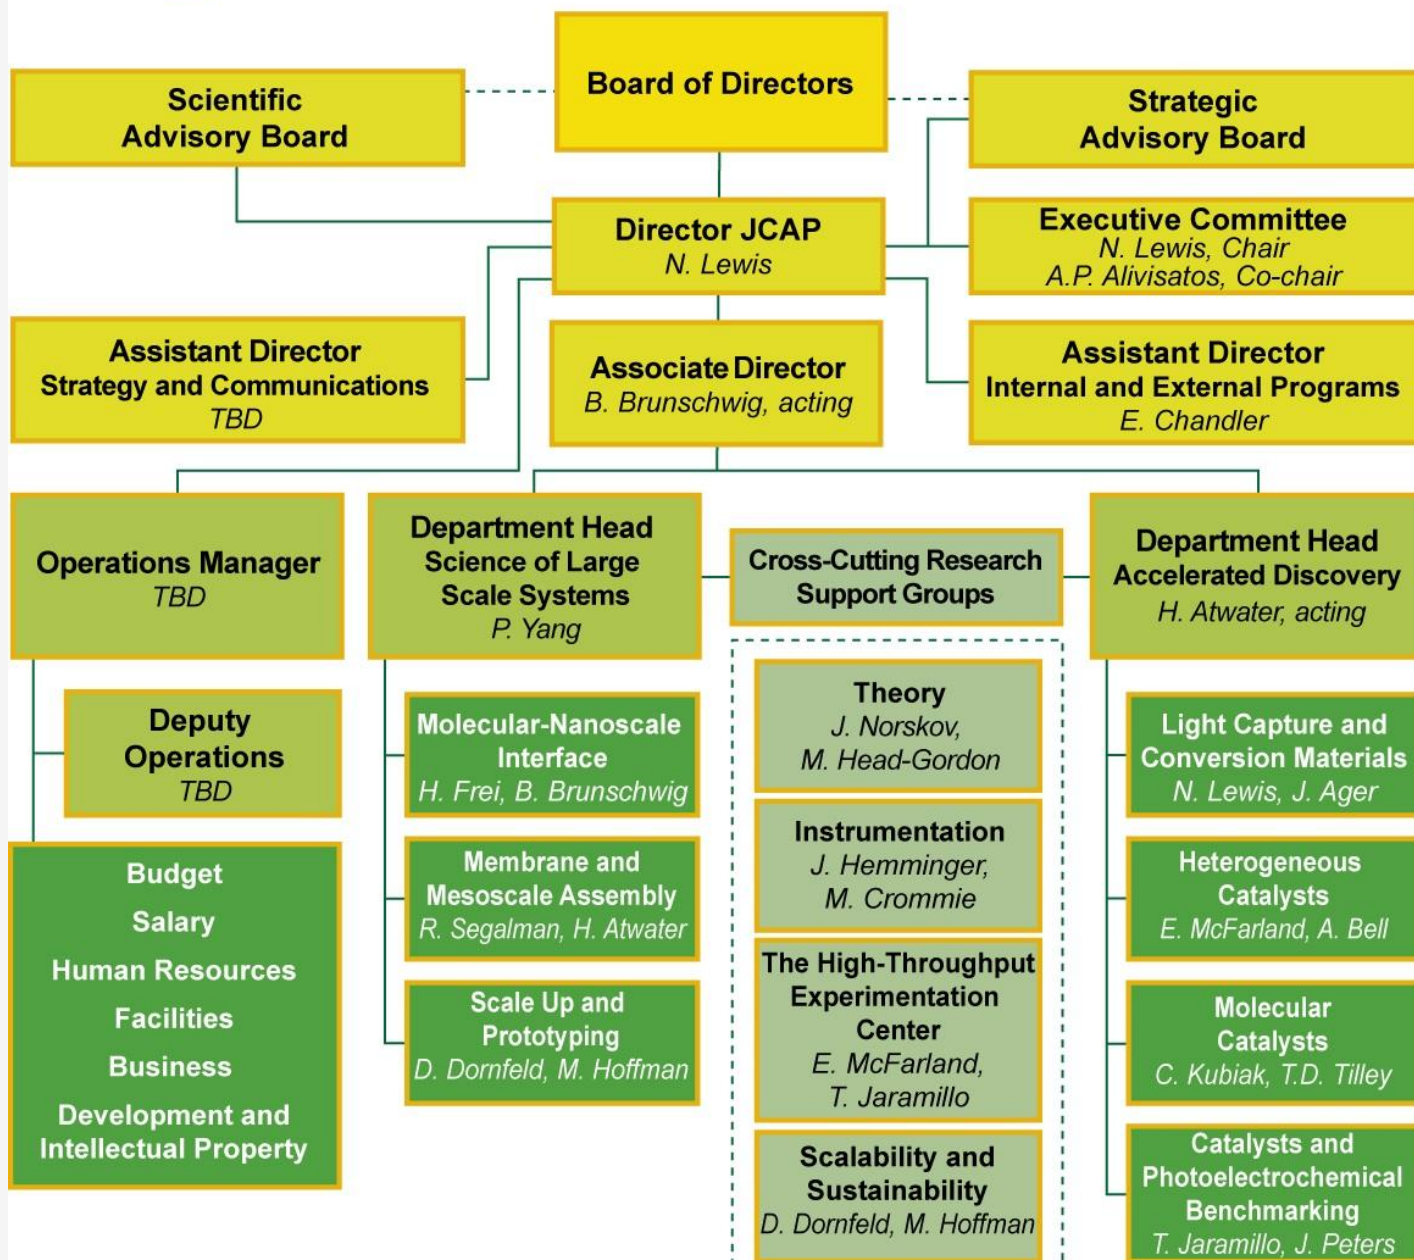 Board of Directors
Scientific
Advisory Board
Strategic
Advisory Board
Director JCAP
N. Lewis
Executive Committee
N. Lewis, Chair
A.P. Alivisatos, Co-chair
Assistant Director
Strategy and Communications
TBD
Associate Director
B. Brunschwig, acting
Assistant Director
Internal and External Programs
E. Chandler
Operations Manager
TBD
Department Head
Science of Large
Scale Systems
P. Yang
Cross-Cutting Research
Support Groups
Department Head
Accelerated Discovery
H. Atwater, acting
Deputy
Operations
TBD
Budget
Salary
Human Resources
Facilities
Business
Development and
Intellectual Property
Molecular-Nanoscale
Interface
H. Frei, B. Brunschwig
Membrane and
Mesoscale Assembly
R. Segalman, H. Atwater
Scale Up and
Prototyping
D. Dornfeld, M. Hoffman
Theory
J. Norskov,
M. Head-Gordon
Instrumentation
J. Hemminger,
M. Crommie
The High-Throughput
Experimentation
Center
E. McFarland,
T. Jaramillo
Scalability and
Sustainability
D. Dornfeld, M. Hoffman
Light Capture and
Conversion Materials
N. Lewis, J. Ager
Heterogeneous
Catalysts
E. McFarland, A. Bell
Molecular
Catalysts
C. Kubiak, T.D. Tilley
Catalysts and
Photoelectrochemical
Benchmarking
T. Jaramillo, J. Peters